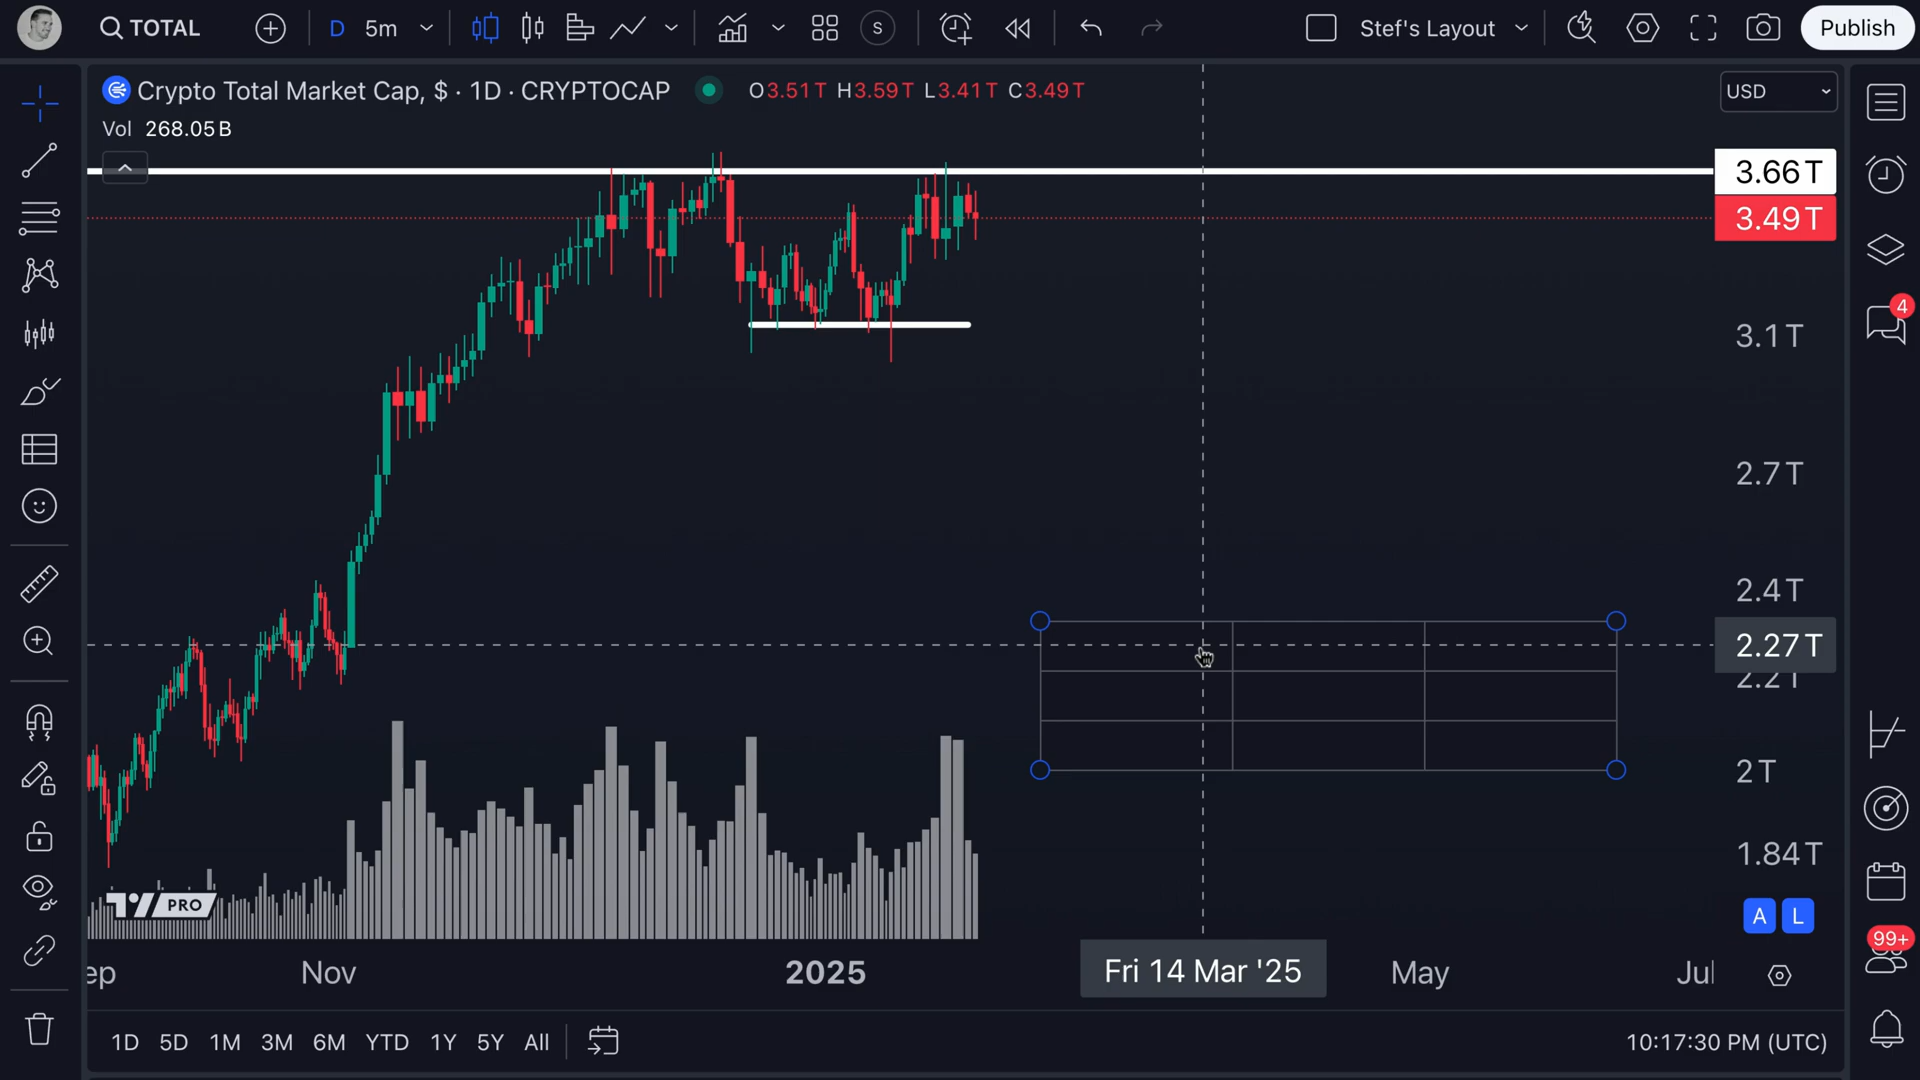 TOTAL
D 5m
S
Stef's Layout
Publish
Crypto Total Market Cap, $ · 1D · CRYPTOCAP
O3.51T H3.59T L3.41T C3.49T
USD
Vol 268.05B
3.66T
3.49T
4
3.1T
2.7T
2.4T
2.27T
2.2T
2T
1.84T
PRO
A L
99+
ep Nov 2025 Fri 14 Mar '25 May Jul
1D 5D 1M 3M 6M YTD 1Y 5Y All
10:17:30 PM (UTC)